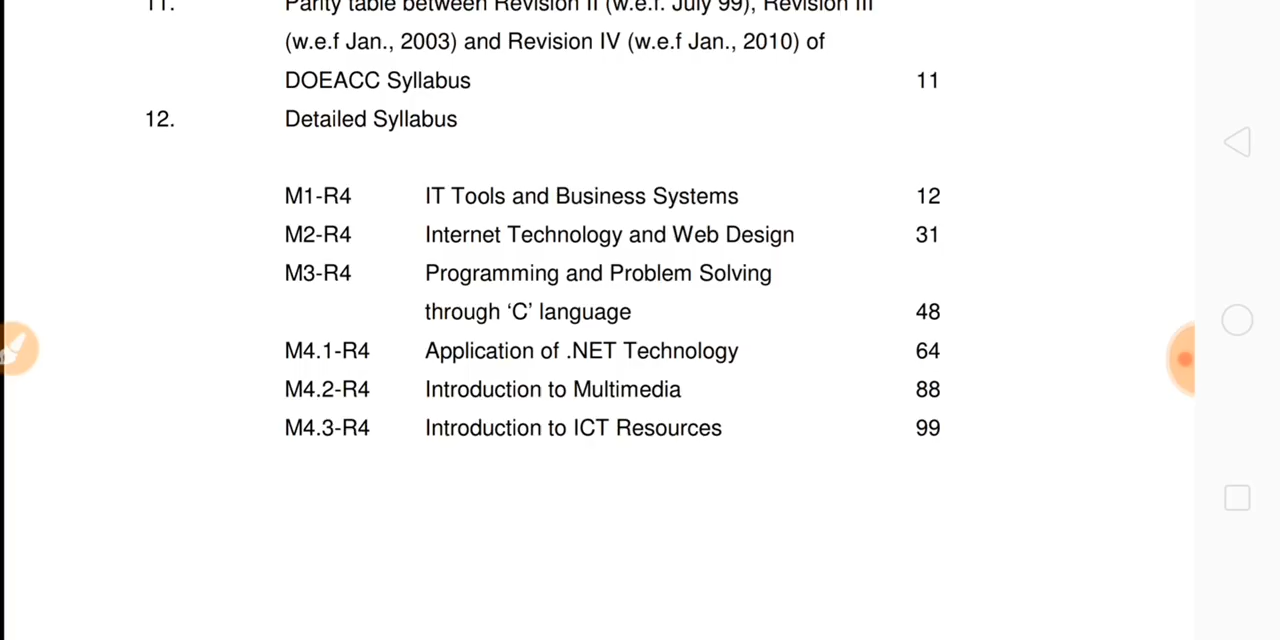 11. Parity table between Revision II (w.e.f. July 99), Revision III
(w.e.f Jan., 2003) and Revision IV (w.e.f Jan., 2010) of
DOEACC Syllabus 11
12. Detailed Syllabus
M1-R4 IT Tools and Business Systems 12
M2-R4 Internet Technology and Web Design 31
M3-R4 Programming and Problem Solving
through ‘C’ language 48
M4.1-R4 Application of .NET Technology 64
M4.2-R4 Introduction to Multimedia 88
M4.3-R4 Introduction to ICT Resources 99